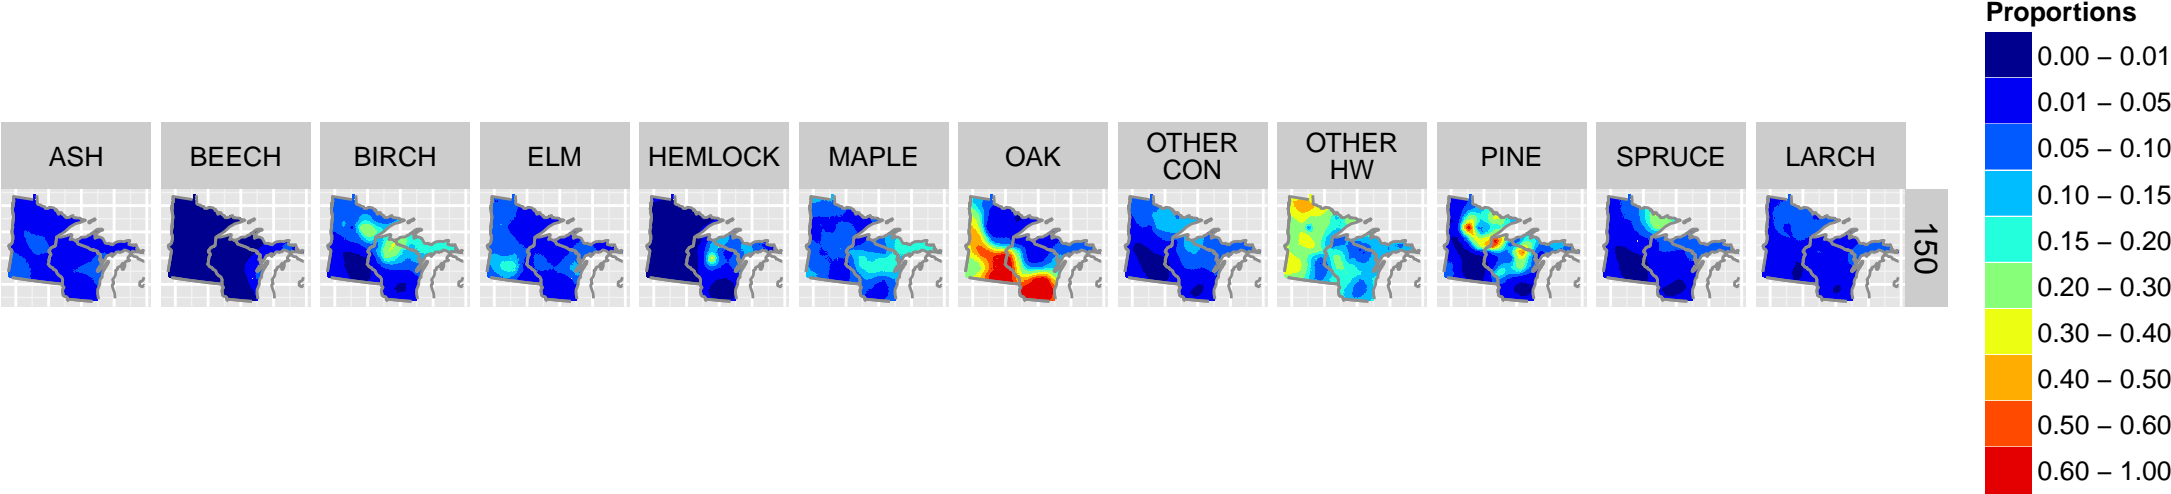 Proportions
0.00 – 0.01
0.01 – 0.05
0.05 – 0.10
0.10 – 0.15
0.15 – 0.20
0.20 – 0.30
0.30 – 0.40
0.40 – 0.50
0.50 – 0.60
0.60 – 1.00
ASH
BEECH
BIRCH
ELM
HEMLOCK
MAPLE
OAK
OTHER
CON
OTHER
HW
PINE
SPRUCE
LARCH
150